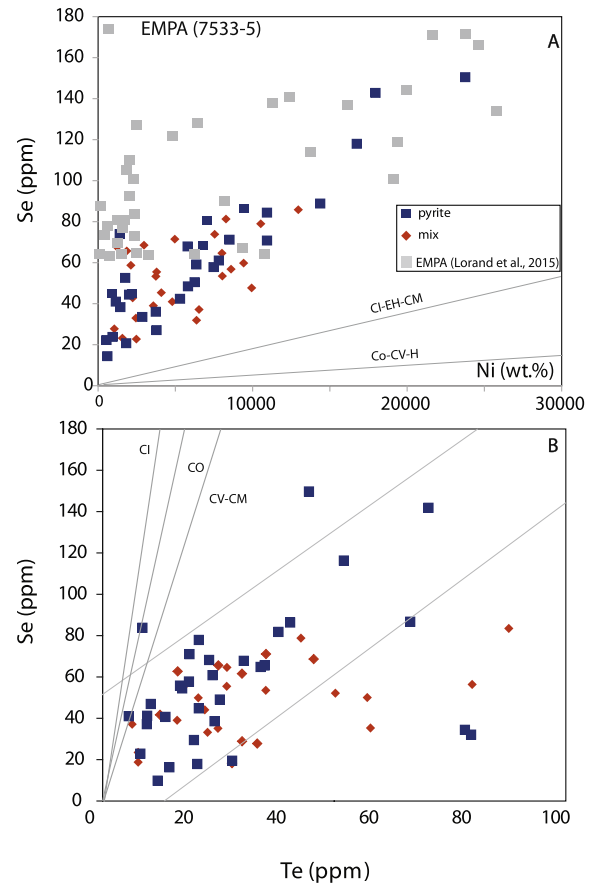 180
EMPA (7533-5)
A
160
140
120
100
80
60
40
20
0
Se (ppm)
pyrite
mix
EMPA (Lorand et al., 2015)
CI-EH-CM
Co-CV-H
Ni (wt.%)
0
10000
20000
30000
180
B
160
140
120
100
80
60
40
20
0
Se (ppm)
CI
CO
CV-CM
0
20
40
60
80
100
Te (ppm)